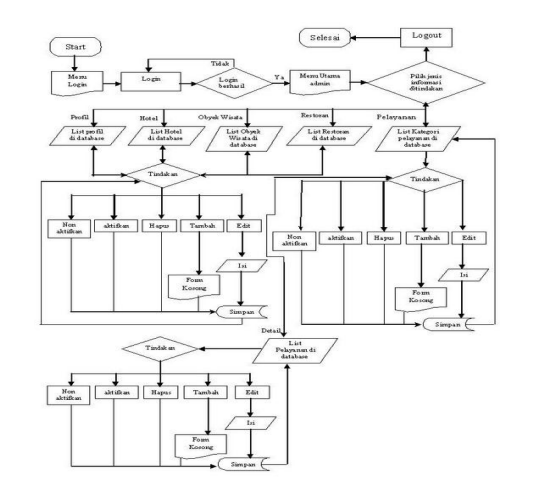 Start
Selesai
Logout
Menu
Login
Login
Tidak
Login
berhasil
Ya
Menu Utama
admin
Pilih jenis
informasi
ditindakan
Profil
Hotel
Obyek Wisata
Restoran
Pelayanan
List profil
di database
List Hotel
di database
List Obyek
Wisata di
database
List Restoran
di database
List Kategori
pelayanan di
database
Tindakan
Tindakan
Non
aktifkan
aktifkan
Hapus
Tambah
Edit
Isi
Form
Kosong
Simpan
Non
aktifkan
aktifkan
Hapus
Tambah
Edit
Isi
Form
Kosong
Simpan
Detail
List
Pelayanan di
database
Tindakan
Non
aktifkan
aktifkan
Hapus
Tambah
Edit
Isi
Form
Kosong
Simpan